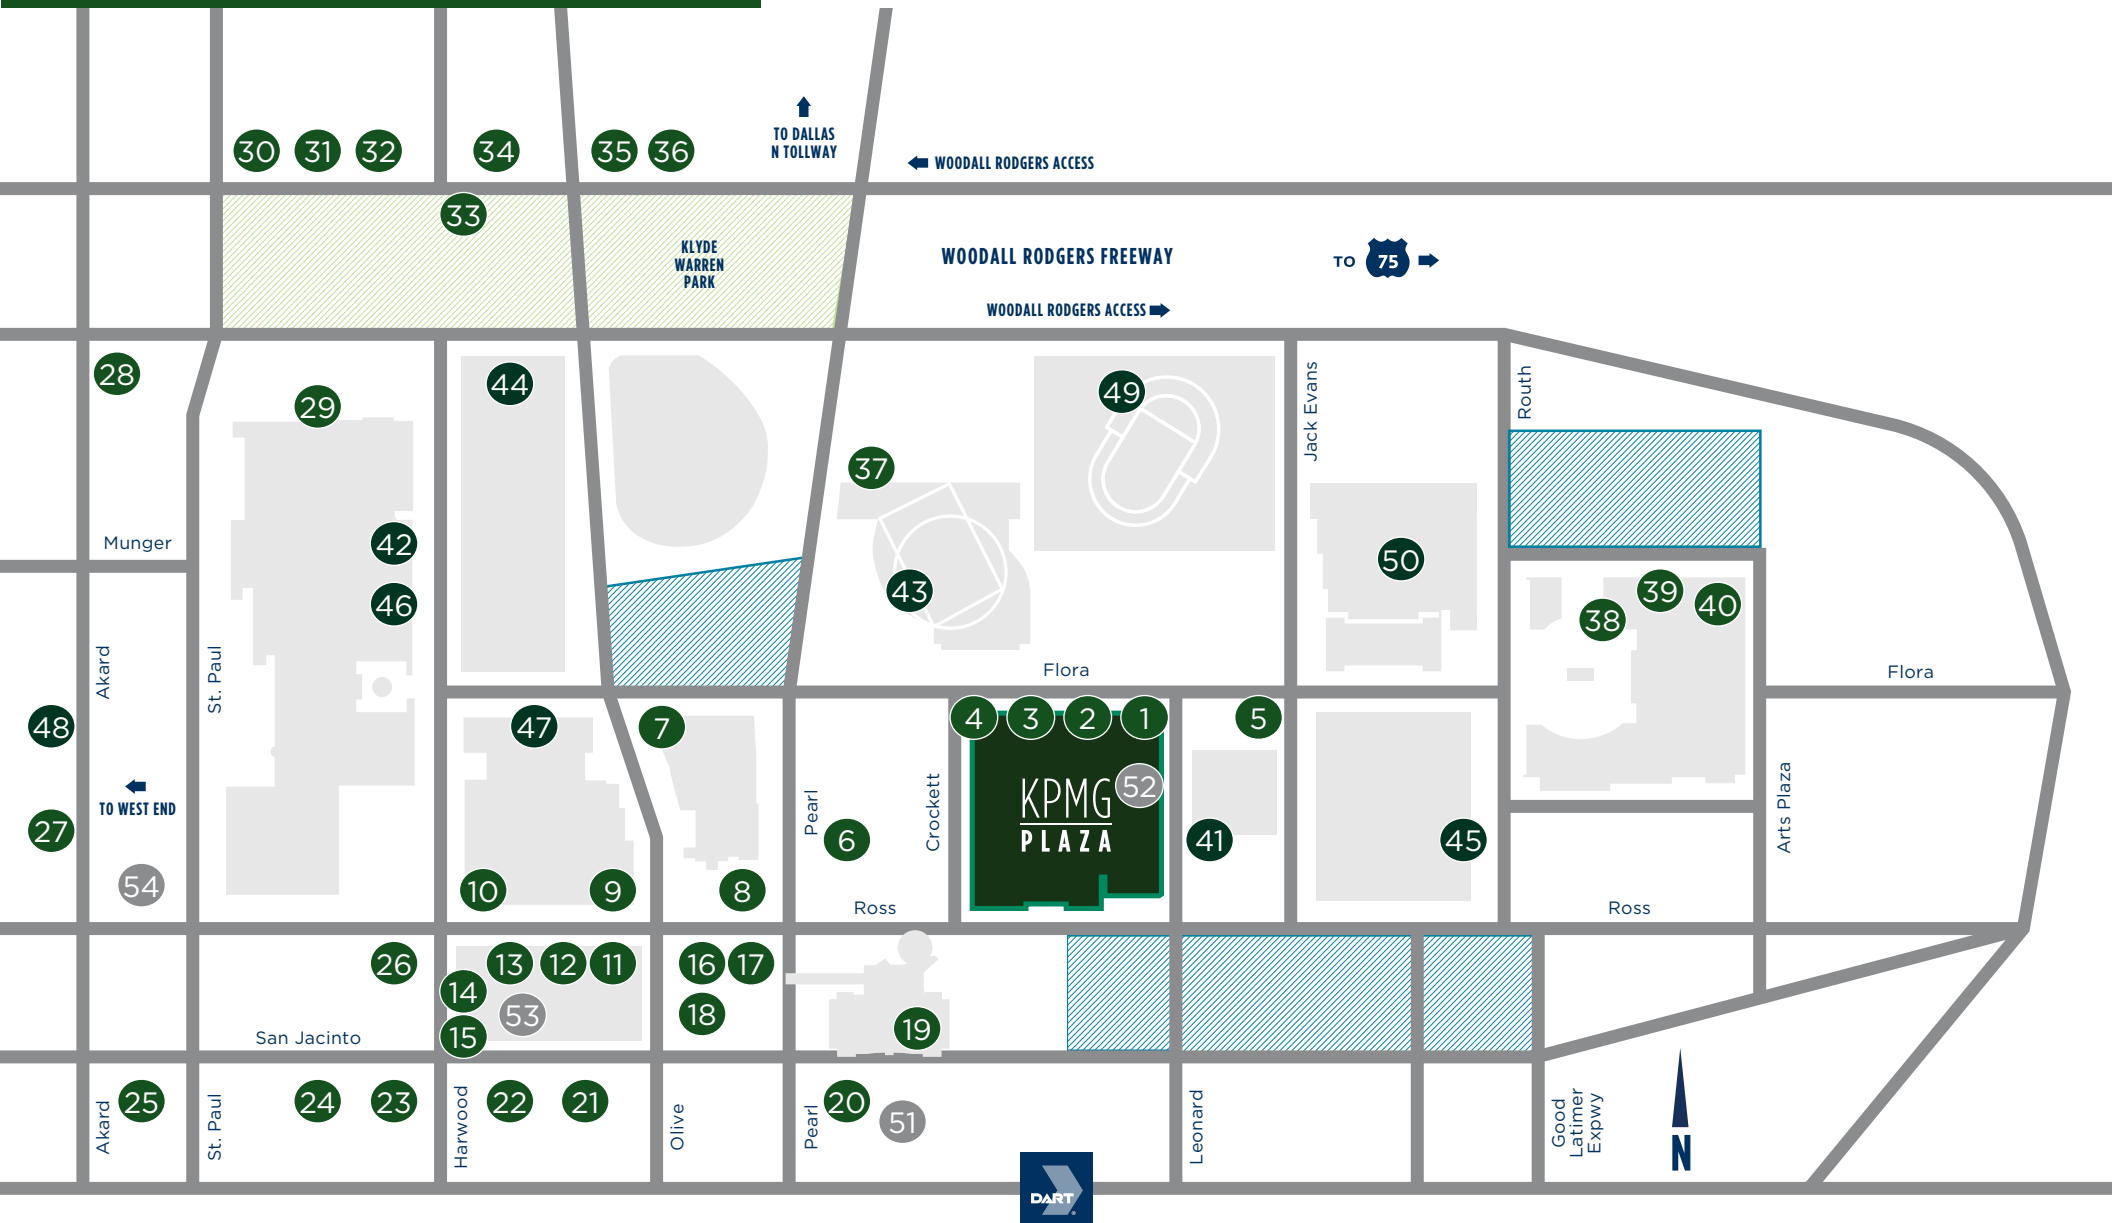 30
31
32
34
35
36
TO DALLAS
N TOLLWAY
WOODALL RODGERS ACCESS
33
KLYDE
WARREN
PARK
WOODALL RODGERS FREEWAY
TO 75
WOODALL RODGERS ACCESS
28
29
44
37
49
Jack Evans
Routh
Munger
42
46
43
50
38
39
40
Akard
St. Paul
Flora
Flora
48
47
7
4
3
2
1
5
TO WEST END
27
54
10
9
8
Pearl
6
Crockett
KPMG
PLAZA
52
41
45
Arts Plaza
Ross
Ross
26
13
12
11
14
53
15
16
17
18
19
San Jacinto
Akard
25
St. Paul
24
23
Harwood
22
21
Olive
Pearl
20
51
Leonard
Good
Latimer
Expwy
N
DART